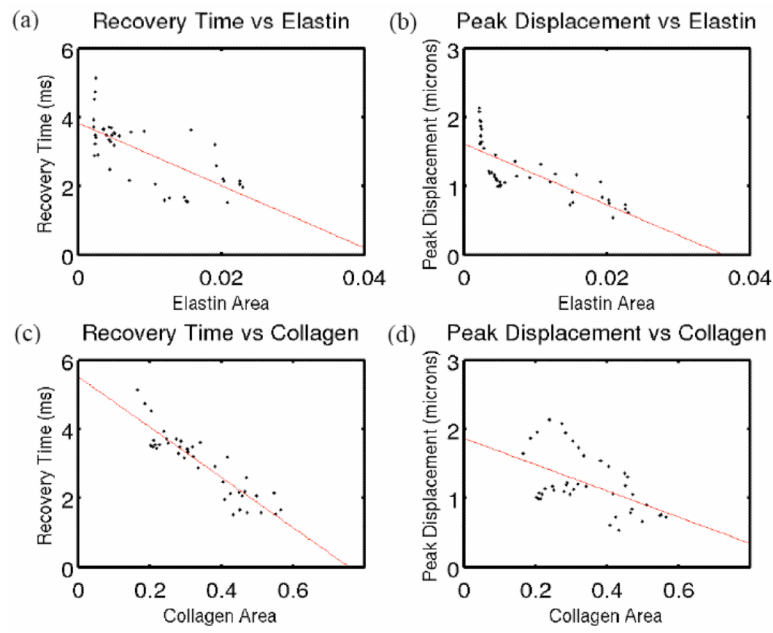 (a) Recovery Time vs Elastin
6
4
2
0
Recovery Time (ms)
0 0.02 0.04
Elastin Area
(b) Peak Displacement vs Elastin
3
2
1
0
Peak Displacement (microns)
0 0.02 0.04
Elastin Area
(c) Recovery Time vs Collagen
6
4
2
0
Recovery Time (ms)
0 0.2 0.4 0.6
Collagen Area
(d) Peak Displacement vs Collagen
3
2
1
0
Peak Displacement (microns)
0 0.2 0.4 0.6
Collagen Area